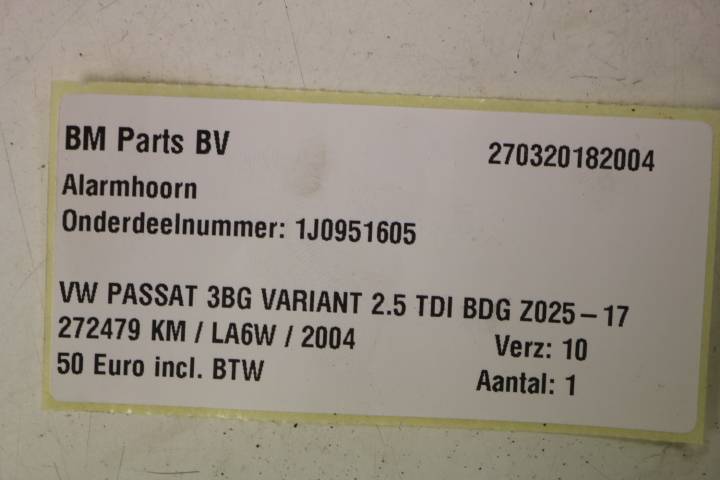 BM Parts BV
270320182004
Alarmhoorn
Onderdeelnummer: 1J0951605
VW PASSAT 3BG VARIANT 2.5 TDI BDG Z025-17
272479 KM / LA6W / 2004
Verz: 10
50 Euro incl. BTW
Aantal: 1